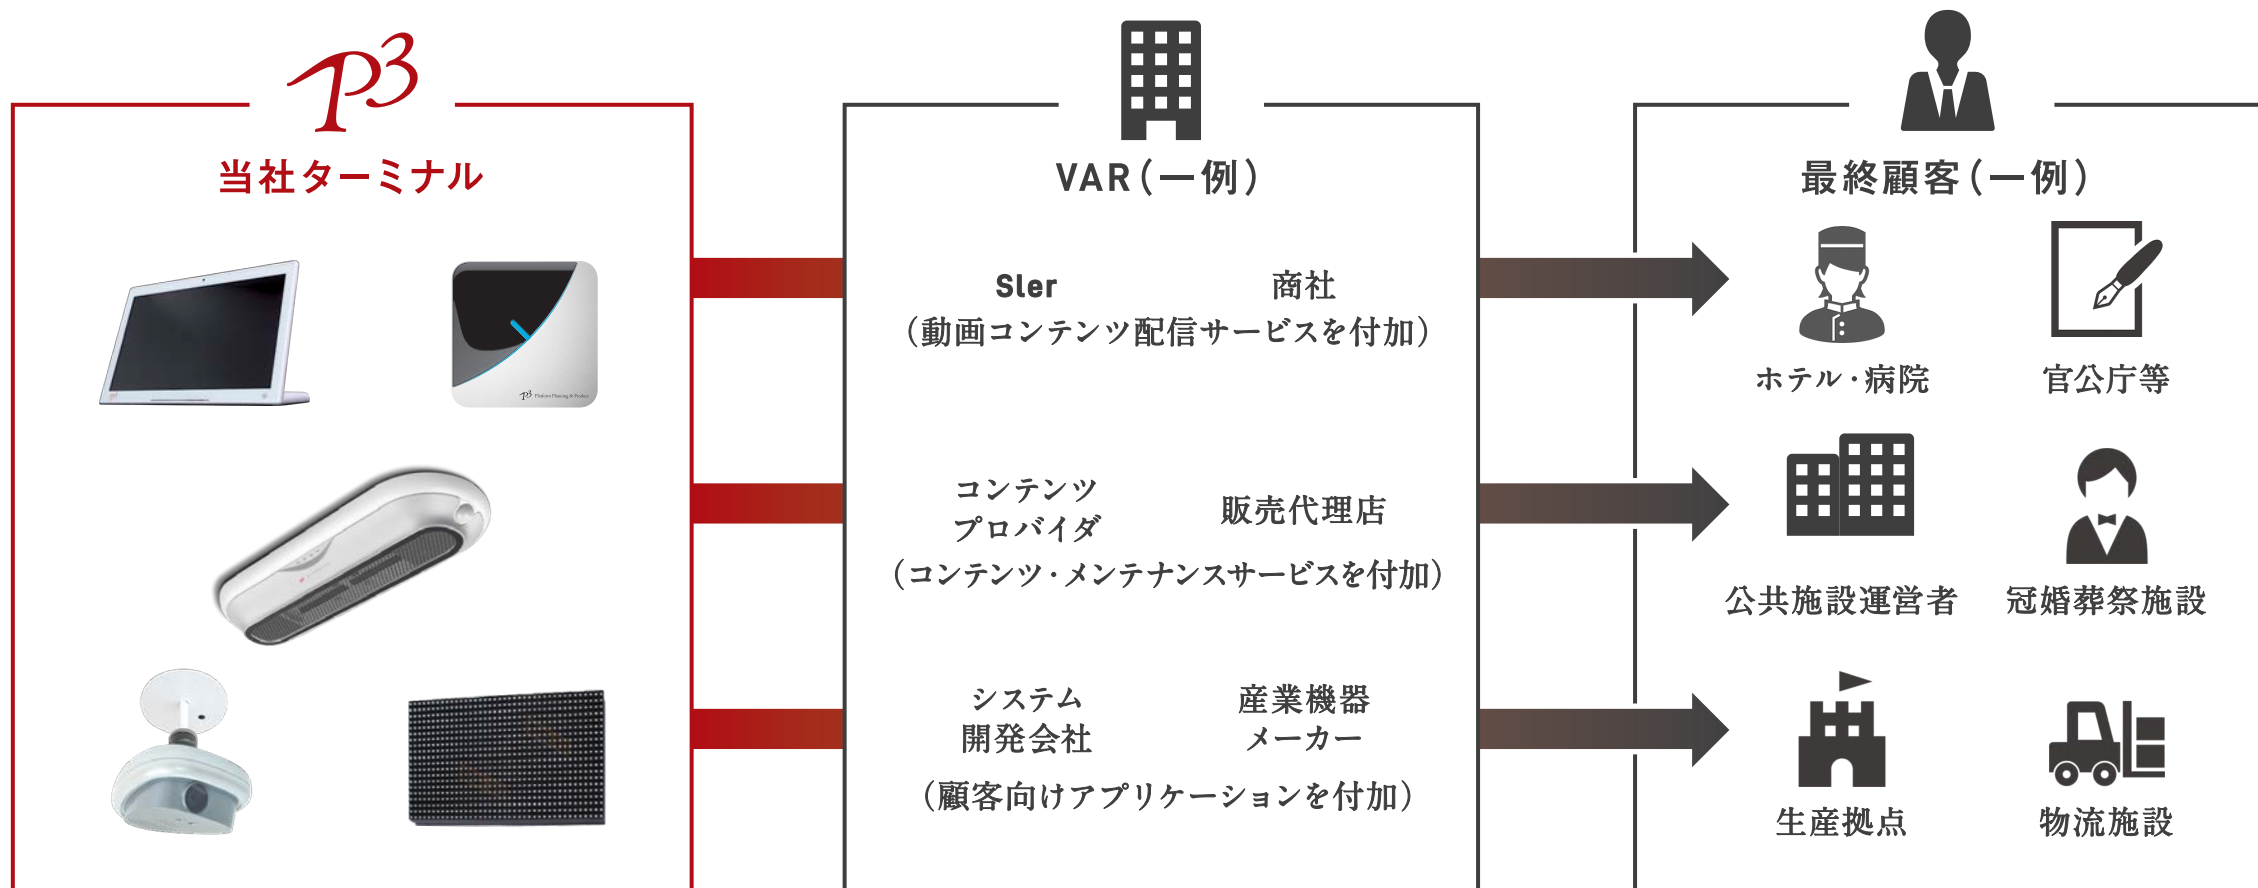 P3
当社ターミナル
P3 Platform Planning & Produce
VAR（一例）
SIer　商社
（動画コンテンツ配信サービスを付加）
コンテンツ
プロバイダ
販売代理店
（コンテンツ・メンテナンスサービスを付加）
システム
開発会社
産業機器
メーカー
（顧客向けアプリケーションを付加）
最終顧客（一例）
ホテル・病院
官公庁等
公共施設運営者
冠婚葬祭施設
生産拠点
物流施設